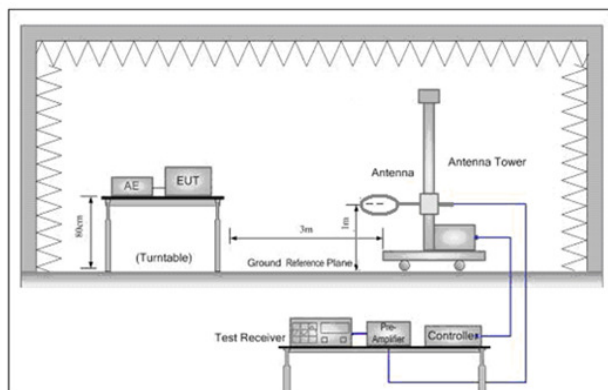 Antenna
Antenna Tower
AE
EUT
80cm
(Turntable)
3m
1m
Ground Reference Plane
Test Receiver
Pre-
Amplifier
Controller